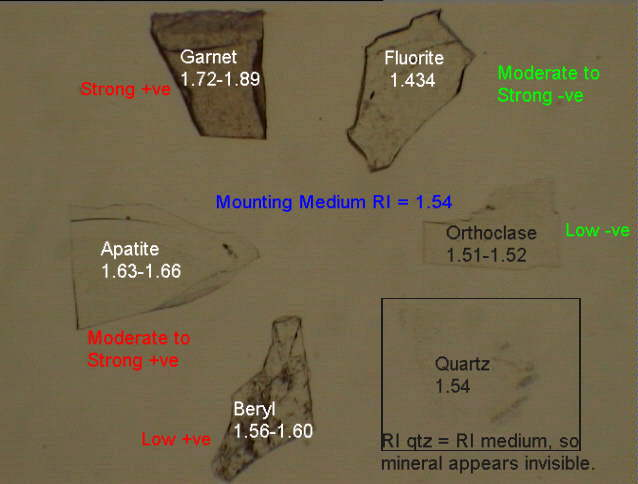 Garnet
1.72-1.89
Strong +ve
Fluorite
1.434
Moderate to
Strong -ve
Mounting Medium RI = 1.54
Apatite
1.63-1.66
Moderate to
Strong +ve
Orthoclase
1.51-1.52
Low -ve
Beryl
1.56-1.60
Low +ve
Quartz
1.54
RI qtz = RI medium, so
mineral appears invisible.